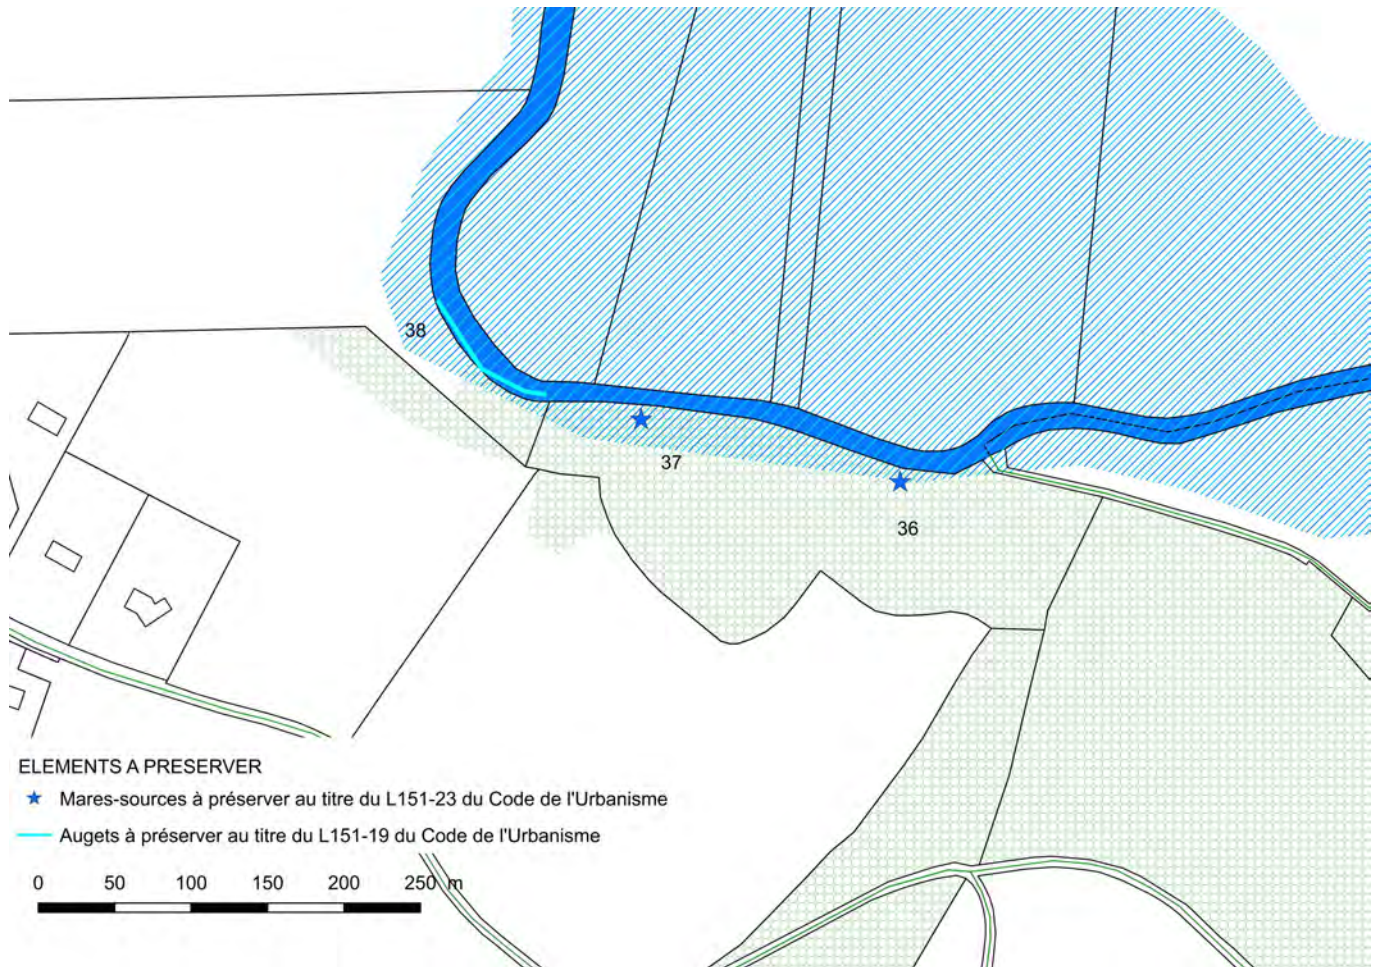 38
37
36
ELEMENTS A PRESERVER
Mares-sources à préserver au titre du L151-23 du Code de l'Urbanisme
Augets à préserver au titre du L151-19 du Code de l'Urbanisme
0 50 100 150 200 250 m